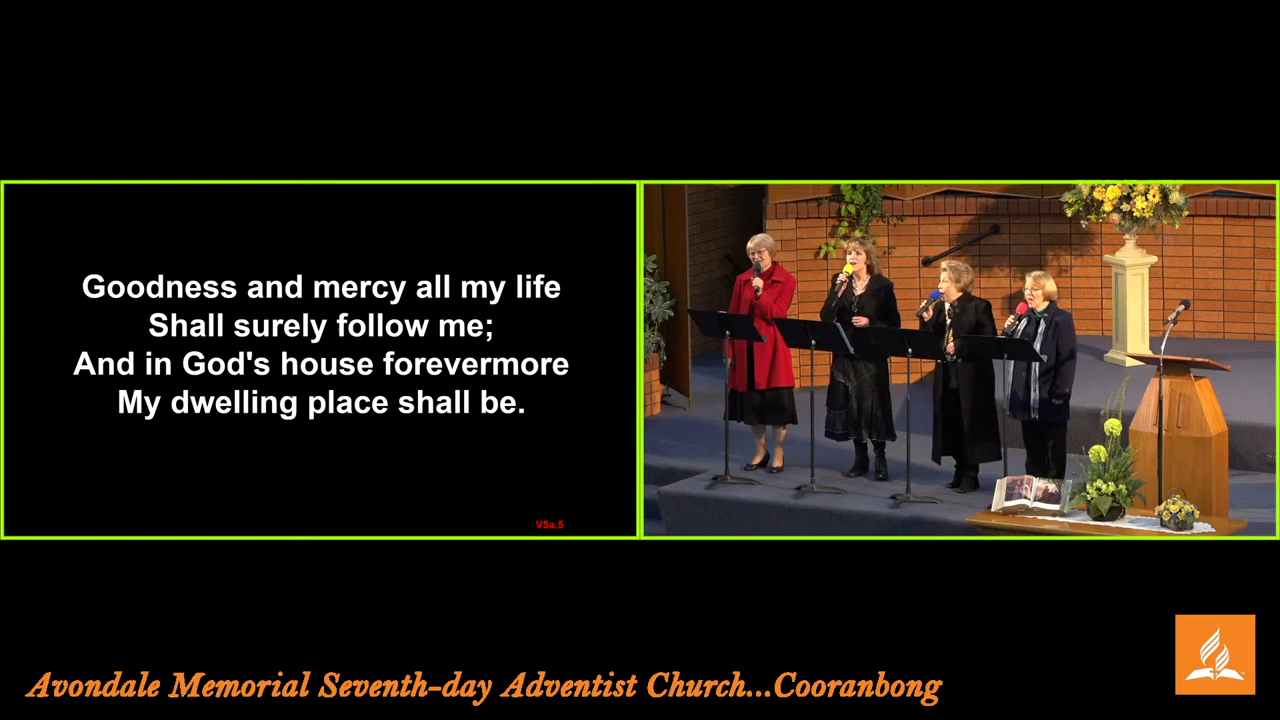 Goodness and mercy all my life
Shall surely follow me;
And in God's house forevermore
My dwelling place shall be.
V5a.5
Avondale Memorial Seventh-day Adventist Church...Cooranbong